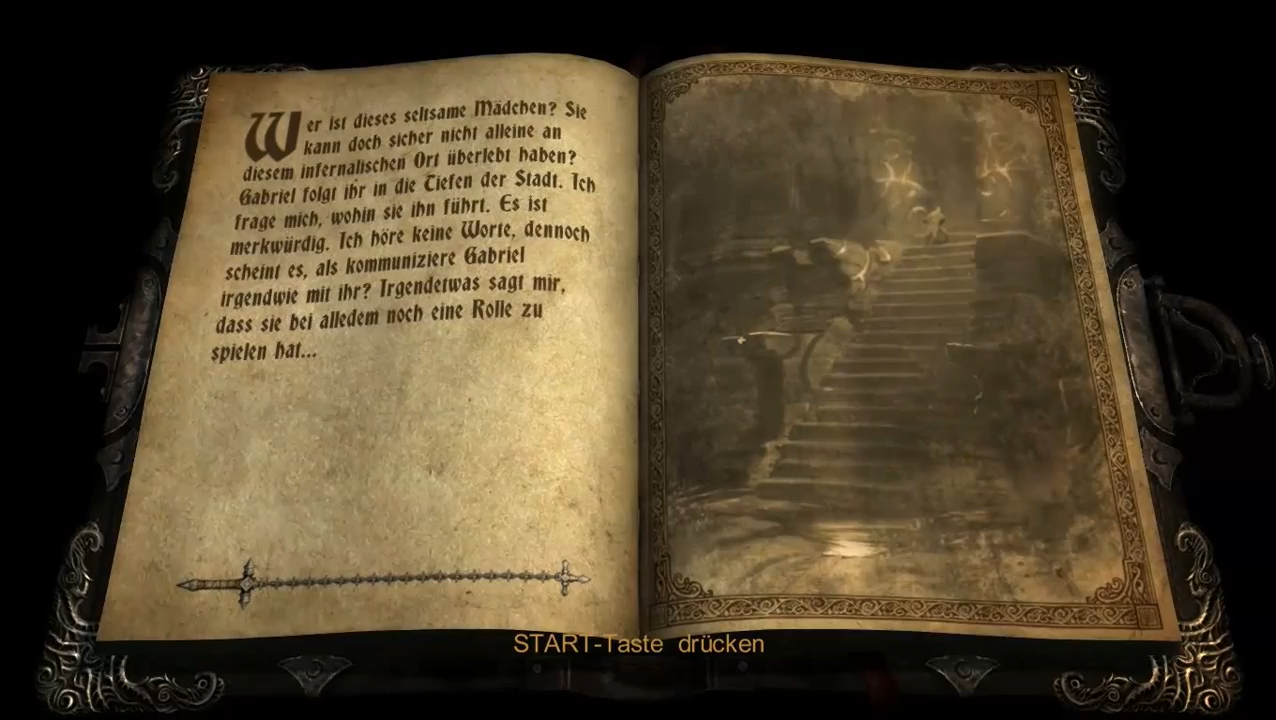 Wer ist dieses seltsame Mädchen? Sie
kann doch sicher nicht alleine an
diesem infernalischen Ort überlebt haben?
Gabriel folgt ihr in die Tiefen der Stadt. Ich
frage mich, wohin sie ihn führt. Es ist
merkwürdig. Ich höre keine Worte, dennoch
scheint es, als kommuniziere Gabriel
irgendwie mit ihr? Irgendetwas sagt mir,
dass sie bei alledem noch eine Rolle zu
spielen hat...
START-Taste drücken